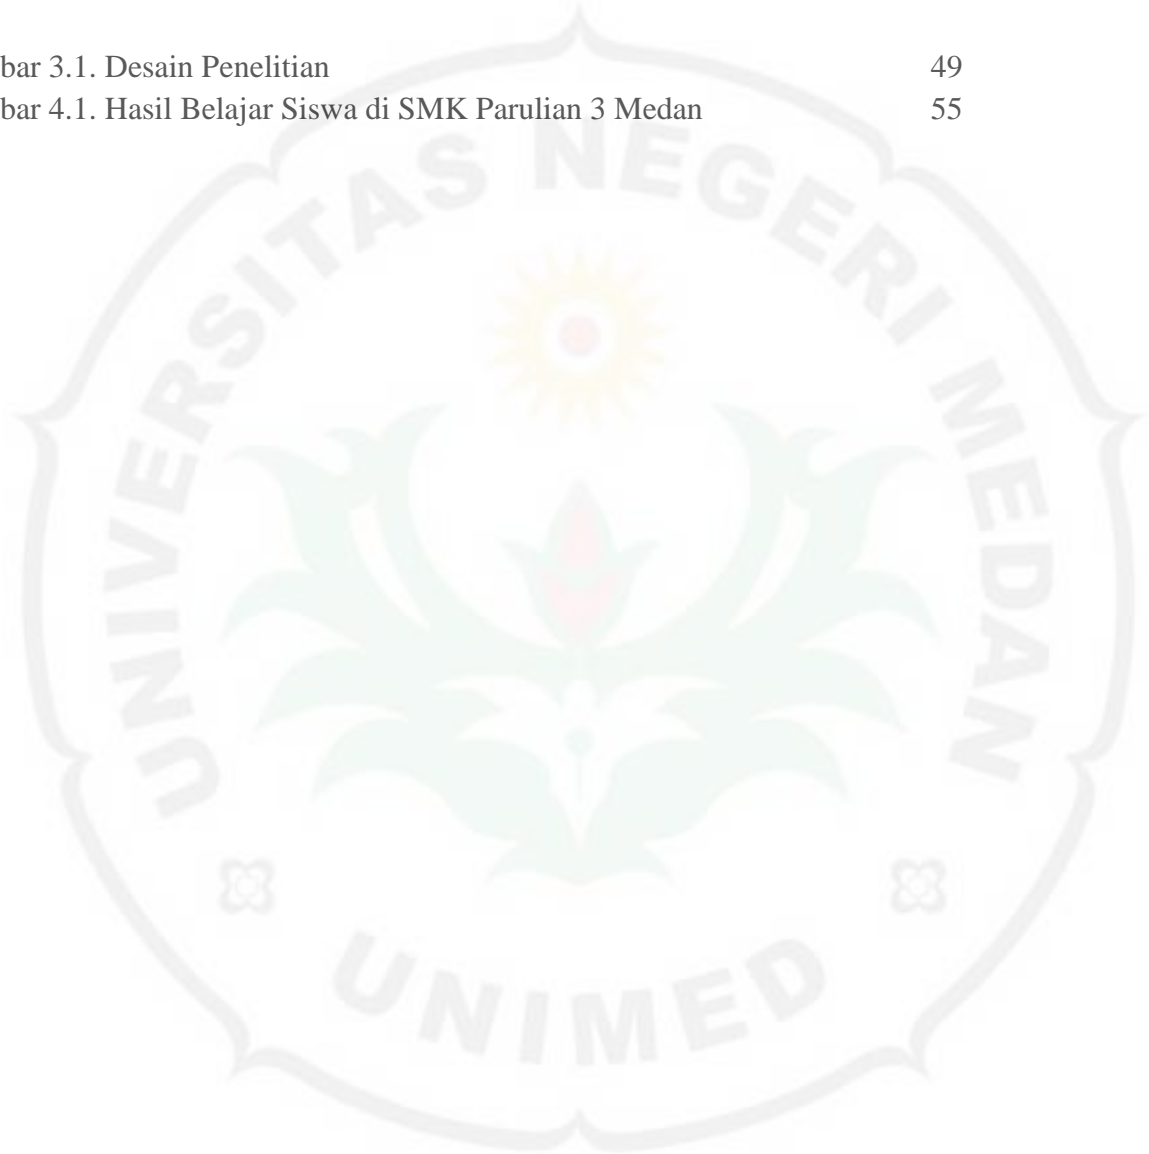 bar 3.1. Desain Penelitian 49
bar 4.1. Hasil Belajar Siswa di SMK Parulian 3 Medan 55
UNIVERSITAS NEGERI MEDAN
UNIMED